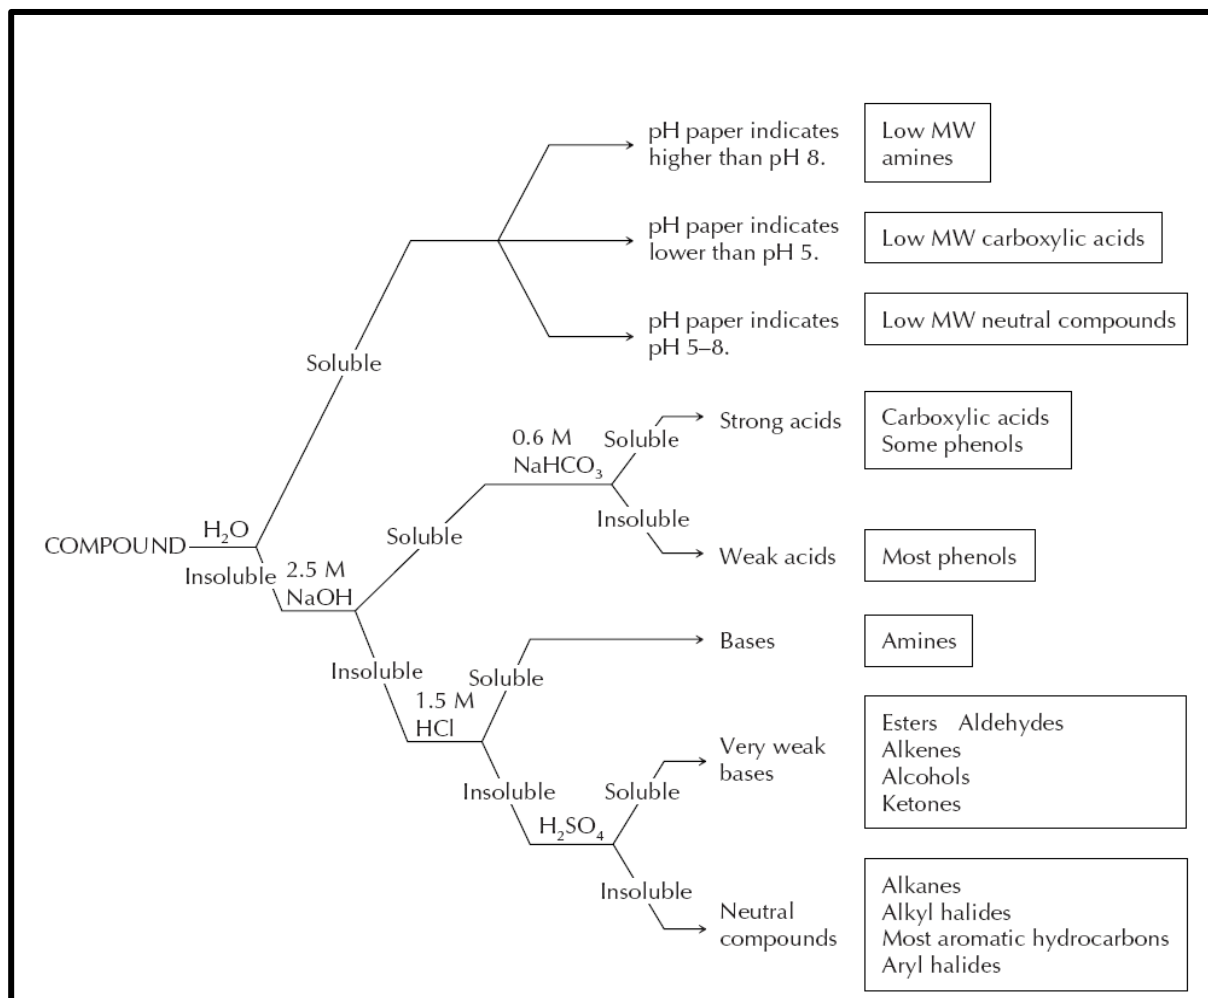 pH paper indicates
higher than pH 8.
Low MW
amines
pH paper indicates
lower than pH 5.
Low MW carboxylic acids
pH paper indicates
pH 5–8.
Low MW neutral compounds
Soluble
0.6 M
NaHCO₃
Soluble
Strong acids
Carboxylic acids
Some phenols
Insoluble
Weak acids
Most phenols
COMPOUND
H₂O
Insoluble
2.5 M
NaOH
Soluble
Insoluble
1.5 M
HCl
Soluble
Bases
Amines
Insoluble
H₂SO₄
Soluble
Very weak
bases
Esters Aldehydes
Alkenes
Alcohols
Ketones
Insoluble
Neutral
compounds
Alkanes
Alkyl halides
Most aromatic hydrocarbons
Aryl halides